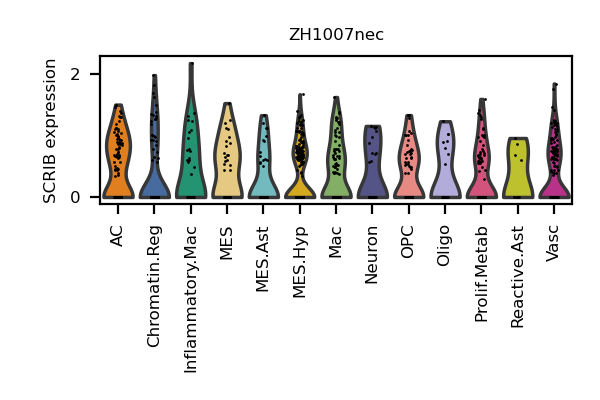 ZH1007nec
SCRIB expression
2
0
AC
Chromatin.Reg
Inflammatory.Mac
MES
MES.Ast
MES.Hyp
Mac
Neuron
OPC
Oligo
Prolif.Metab
Reactive.Ast
Vasc